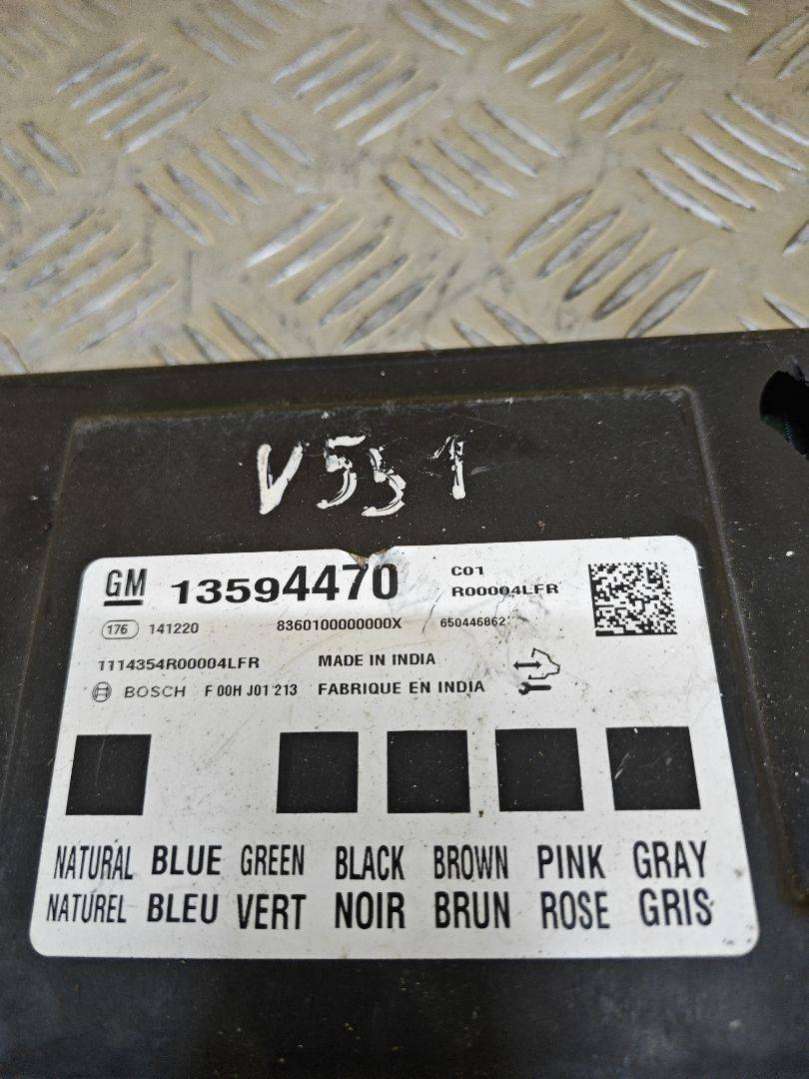 V551
GM 13594470 C01
R00004LFR
176 141220 8360100000000X 650446862
1114354R00004LFR MADE IN INDIA
BOSCH F 00H J01 213 FABRIQUE EN INDIA
NATURAL BLUE GREEN BLACK BROWN PINK GRAY
NATUREL BLEU VERT NOIR BRUN ROSE GRIS